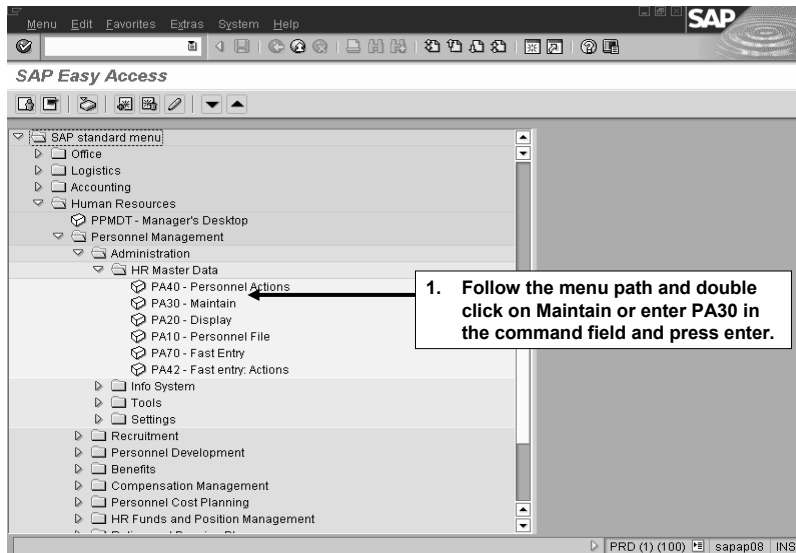 Menu Edit Favorites Extras System Help
SAP
SAP Easy Access
SAP standard menu
Office
Logistics
Accounting
Human Resources
PPMDT - Manager's Desktop
Personnel Management
Administration
HR Master Data
PA40 - Personnel Actions
PA30 - Maintain
PA20 - Display
PA10 - Personnel File
PA70 - Fast Entry
PA42 - Fast entry: Actions
Info System
Tools
Settings
Recruitment
Personnel Development
Benefits
Compensation Management
Personnel Cost Planning
HR Funds and Position Management
1. Follow the menu path and double
click on Maintain or enter PA30 in
the command field and press enter.
PRD (1) (100) sapap08 INS